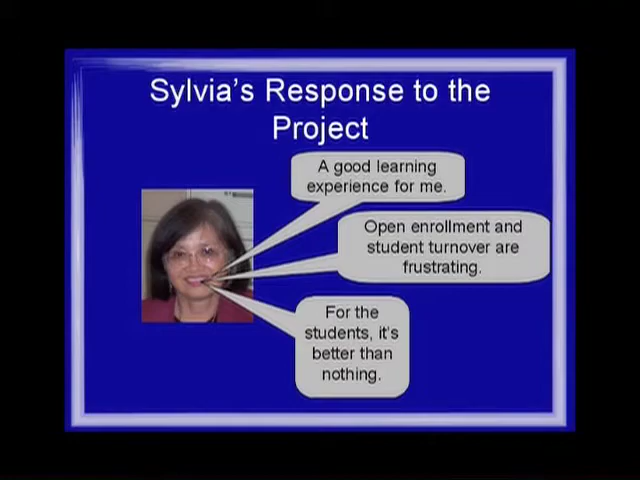 Sylvia's Response to the
Project
A good learning
experience for me.
Open enrollment and
student turnover are
frustrating.
For the
students, it's
better than
nothing.